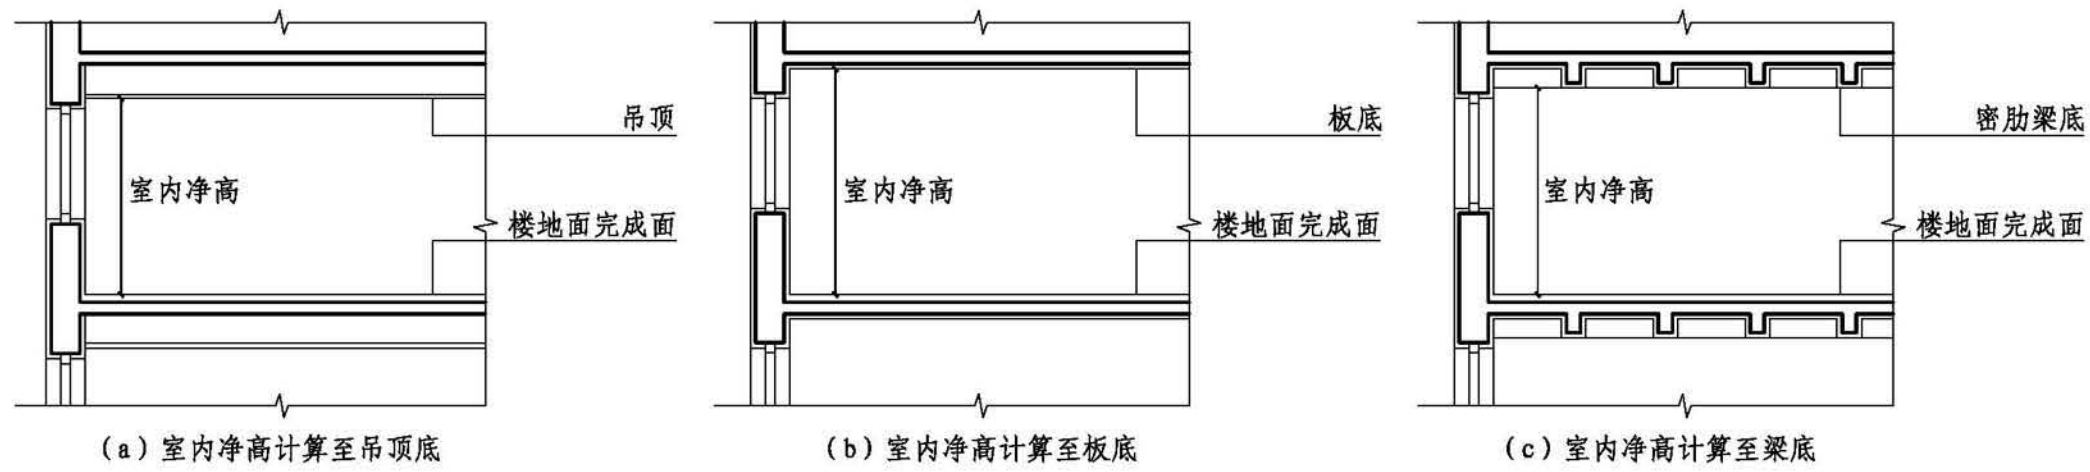 吊顶
室内净高
楼地面完成面
(a)室内净高计算至吊顶底
板底
室内净高
楼地面完成面
(b)室内净高计算至板底
密肋梁底
室内净高
楼地面完成面
(c)室内净高计算至梁底